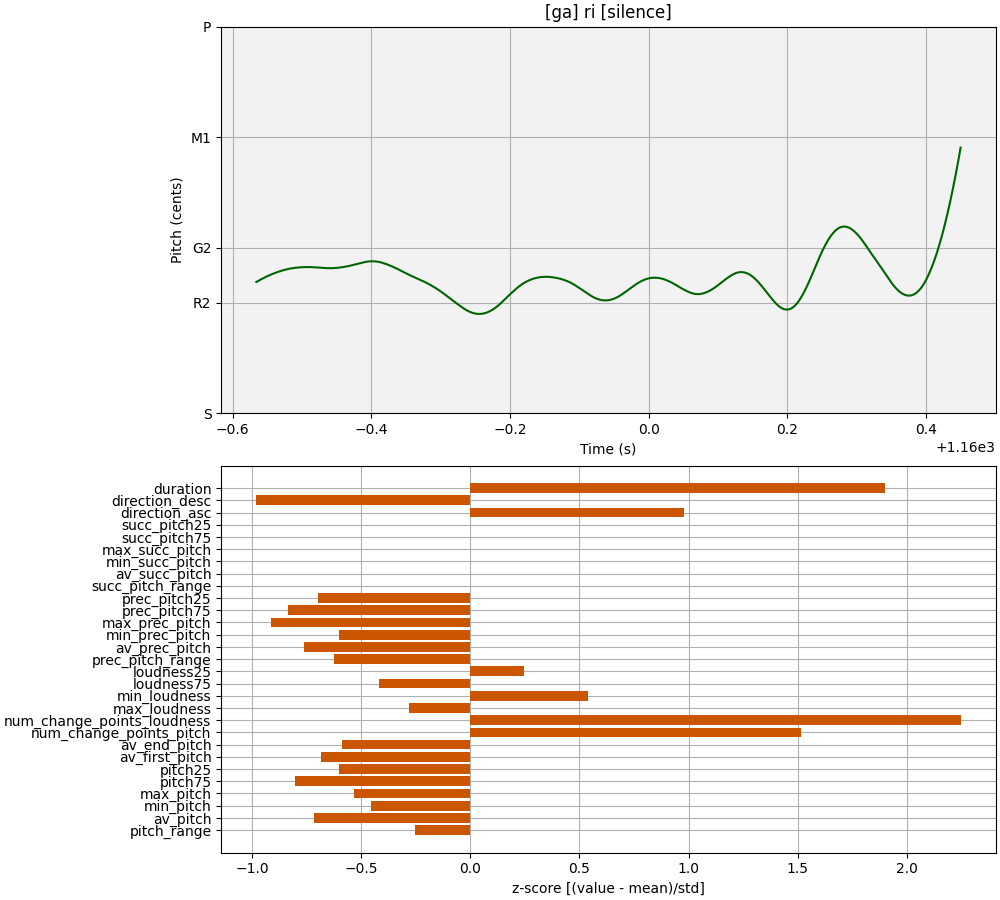 [ga] ri [silence]
P
M1
G2
R2
S
Pitch (cents)
−0.6
−0.4
−0.2
0.0
0.2
0.4
+1.16e3
Time (s)
duration
direction_desc
direction_asc
succ_pitch25
succ_pitch75
max_succ_pitch
min_succ_pitch
av_succ_pitch
succ_pitch_range
prec_pitch25
prec_pitch75
max_prec_pitch
min_prec_pitch
av_prec_pitch
prec_pitch_range
loudness25
loudness75
min_loudness
max_loudness
num_change_points_loudness
num_change_points_pitch
av_end_pitch
av_first_pitch
pitch25
pitch75
max_pitch
min_pitch
av_pitch
pitch_range
−1.0
−0.5
0.0
0.5
1.0
1.5
2.0
z-score [(value - mean)/std]